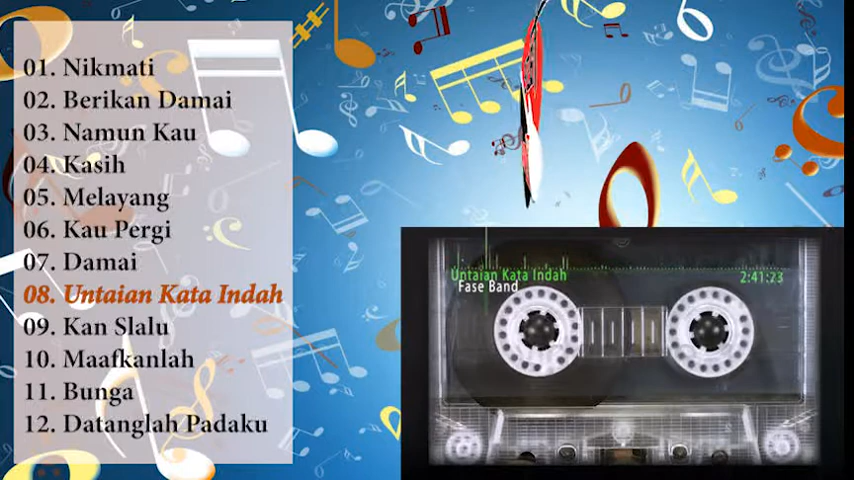 01. Nikmati
02. Berikan Damai
03. Namun Kau
04. Kasih
05. Melayang
06. Kau Pergi
07. Damai
08. Untaian Kata Indah
09. Kan Slalu
10. Maafkanlah
11. Bunga
12. Datanglah Padaku
Untaian Kata Indah
2:41:23
Fase Band